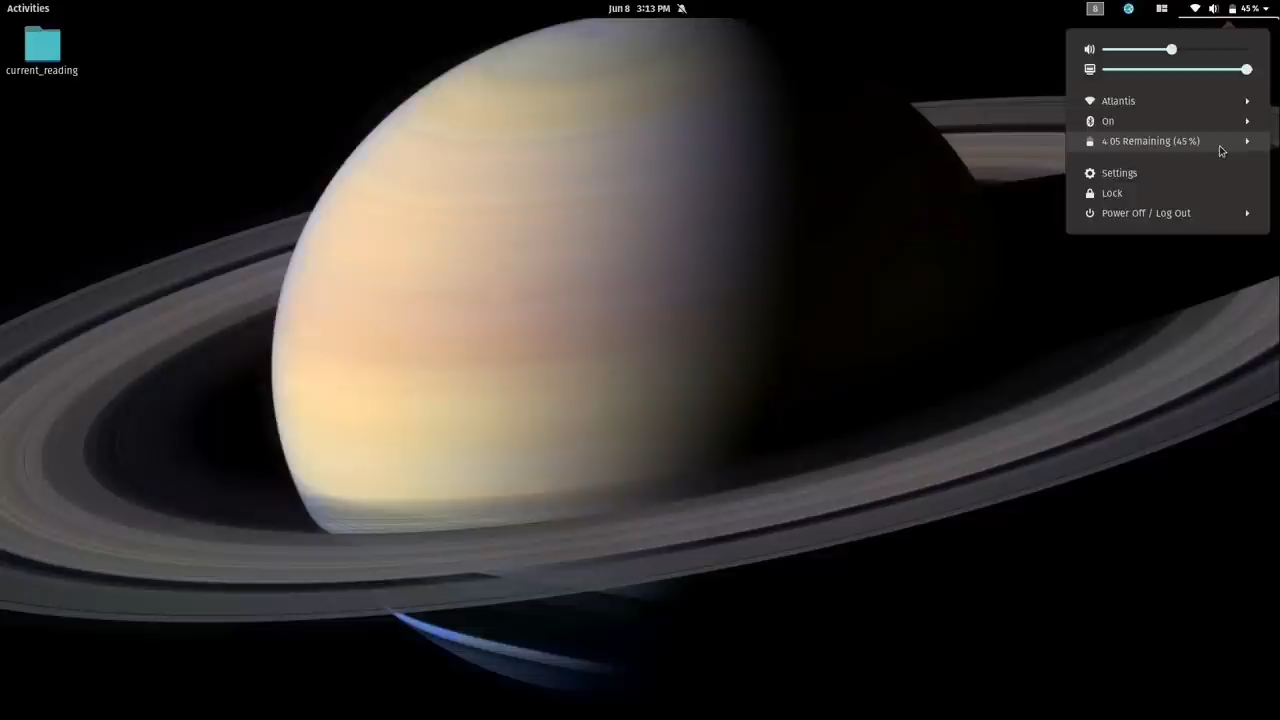 Activities
Jun 8 3:13 PM
8
45 %
current_reading
Atlantis
On
4 05 Remaining (45 %)
Settings
Lock
Power Off / Log Out